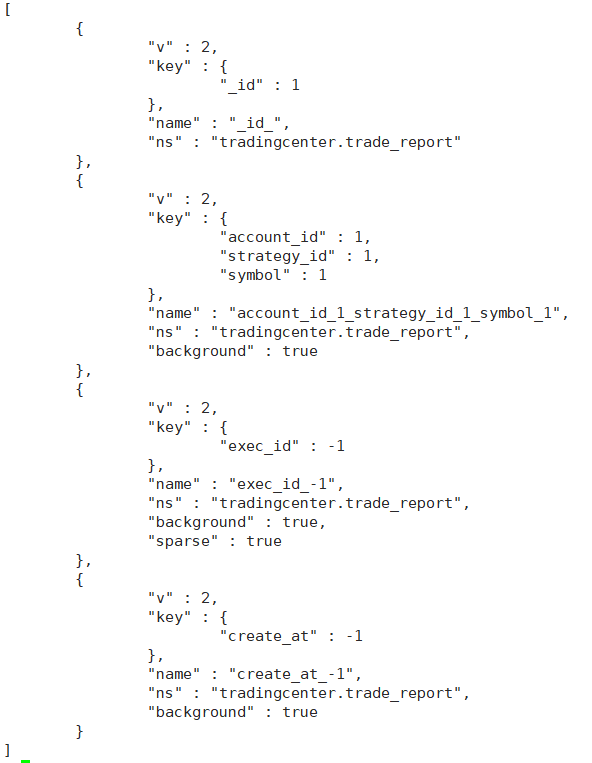 [
        {
                "v" : 2,
                "key" : {
                        "_id" : 1
                },
                "name" : "_id_",
                "ns" : "tradingcenter.trade_report"
        },
        {
                "v" : 2,
                "key" : {
                        "account_id" : 1,
                        "strategy_id" : 1,
                        "symbol" : 1
                },
                "name" : "account_id_1_strategy_id_1_symbol_1",
                "ns" : "tradingcenter.trade_report",
                "background" : true
        },
        {
                "v" : 2,
                "key" : {
                        "exec_id" : -1
                },
                "name" : "exec_id_-1",
                "ns" : "tradingcenter.trade_report",
                "background" : true,
                "sparse" : true
        },
        {
                "v" : 2,
                "key" : {
                        "create_at" : -1
                },
                "name" : "create_at_-1",
                "ns" : "tradingcenter.trade_report",
                "background" : true
        }
]